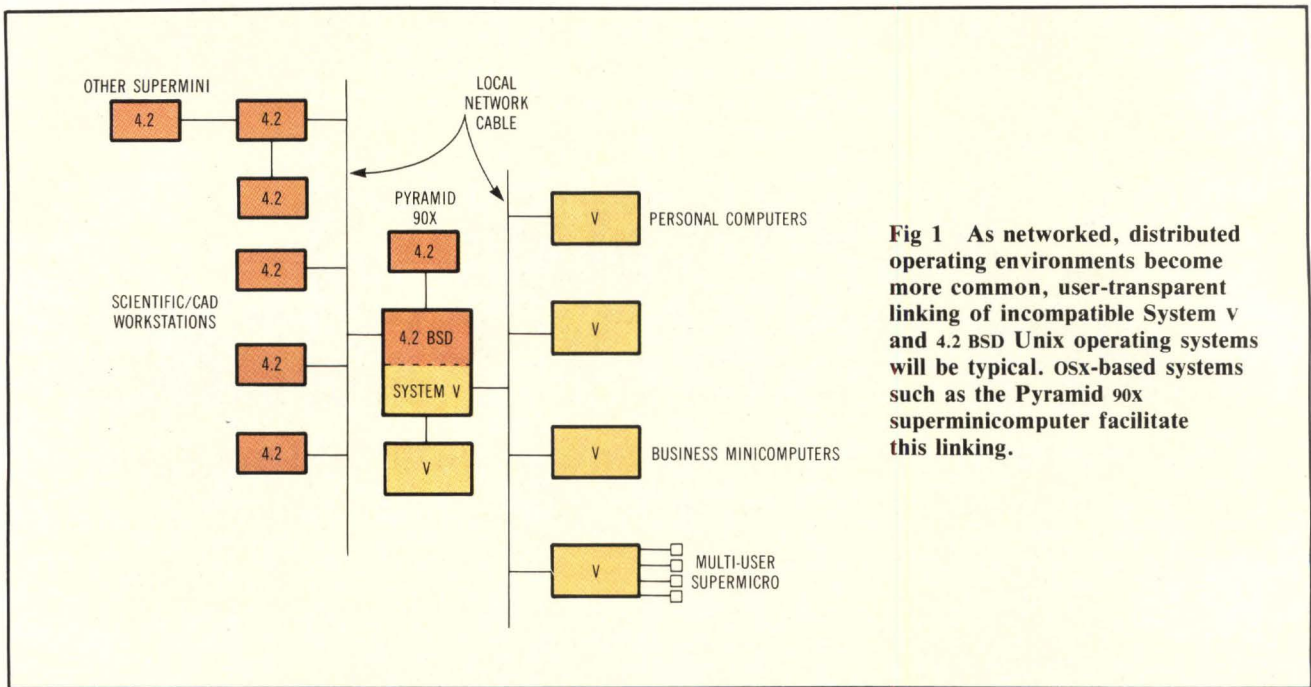 OTHER SUPERMINI
4.2
4.2
4.2
4.2
SCIENTIFIC/CAD
WORKSTATIONS
4.2
4.2
LOCAL
NETWORK
CABLE
PYRAMID
90X
4.2
4.2 BSD
SYSTEM V
V
V
PERSONAL COMPUTERS
V
V
BUSINESS MINICOMPUTERS
V
MULTI-USER
SUPERMICRO
Fig 1 As networked, distributed
operating environments become
more common, user-transparent
linking of incompatible System V
and 4.2 BSD Unix operating systems
will be typical. OSx-based systems
such as the Pyramid 90x
superminicomputer facilitate
this linking.